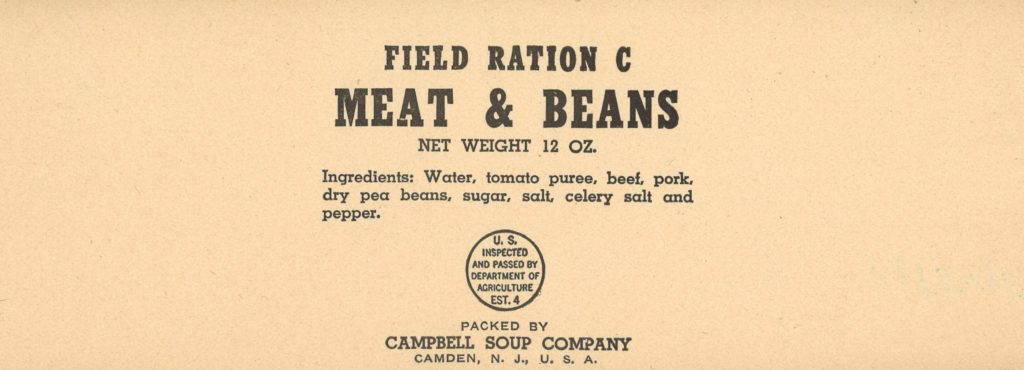 FIELD RATION C
MEAT & BEANS
NET WEIGHT 12 OZ.
Ingredients: Water, tomato puree, beef, pork,
dry pea beans, sugar, salt, celery salt and
pepper.
U. S.
INSPECTED
AND PASSED BY
DEPARTMENT OF
AGRICULTURE
EST. 4
PACKED BY
CAMPBELL SOUP COMPANY
CAMDEN, N. J., U. S. A.